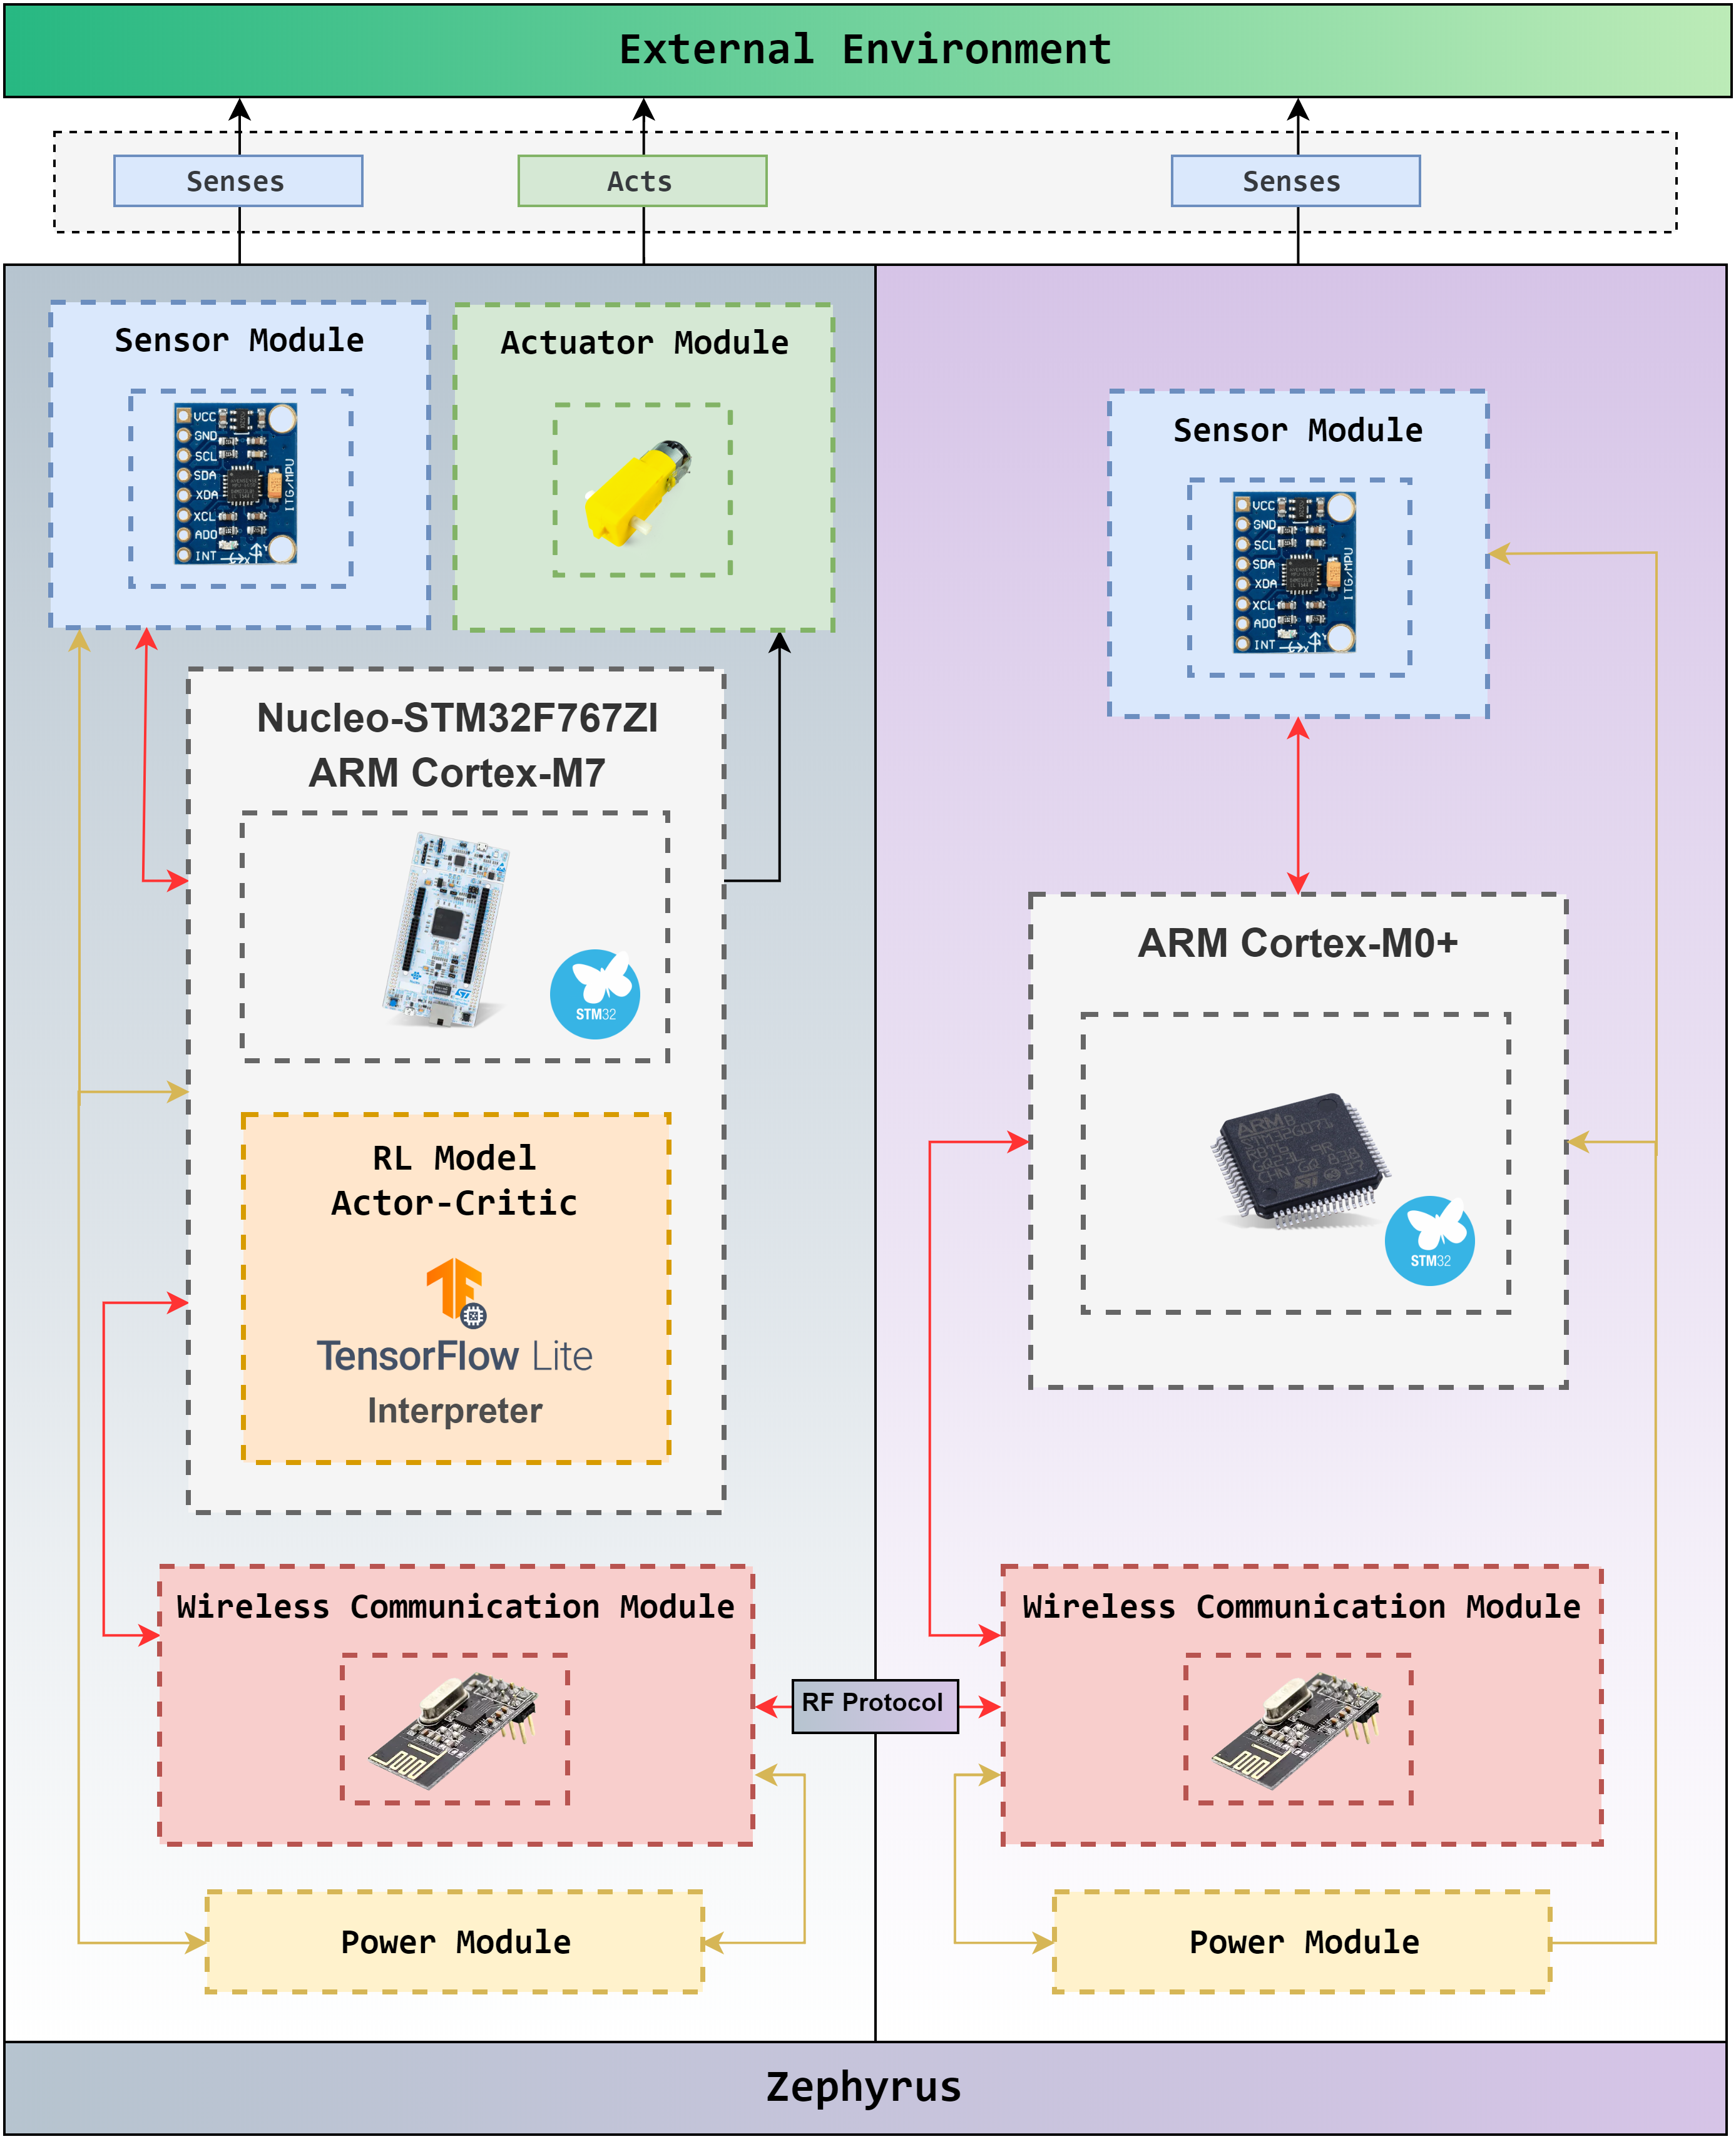 External Environment
Senses
Acts
Senses
Sensor Module
VCC
GND
SCL
SDA
XDA
XCL
ADO
INT
ITG/MPU
Actuator Module
Sensor Module
VCC
GND
SCL
SDA
XDA
XCL
ADO
INT
ITG/MPU
Nucleo-STM32F767ZI
ARM Cortex-M7
STM32
RL Model
Actor-Critic
TensorFlow Lite
Interpreter
ARM Cortex-M0+
ARM
STM32G071
RBT6
STM32
Wireless Communication Module
RF Protocol
Wireless Communication Module
Power Module
Power Module
Zephyrus